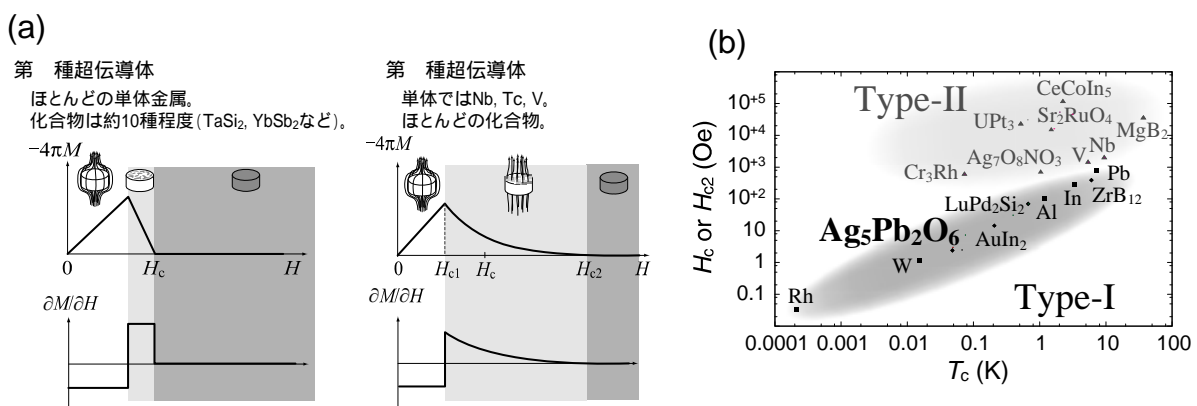 (a)
第 種超伝導体
ほとんどの単体金属。
化合物は約10種程度(TaSi₂, YbSb₂など)。
−4πM
0
Hc
H
∂M/∂H
第 種超伝導体
単体ではNb, Tc, V。
ほとんどの化合物。
−4πM
0
Hc1
Hc
Hc2
H
∂M/∂H
(b)
Hc or Hc2 (Oe)
10⁺⁵
10⁺⁴
10⁺³
10⁺²
10
1
0.1
Type-II
CeCoIn₅
UPt₃
Sr₂RuO₄
MgB₂
Cr₃Rh
Ag₇O₈NO₃
V
Nb
Pb
ZrB₁₂
In
LuPd₂Si₂
Al
Ag₅Pb₂O₆
AuIn₂
W
Rh
Type-I
0.0001
0.01
0.1
1
10
100
Tc (K)